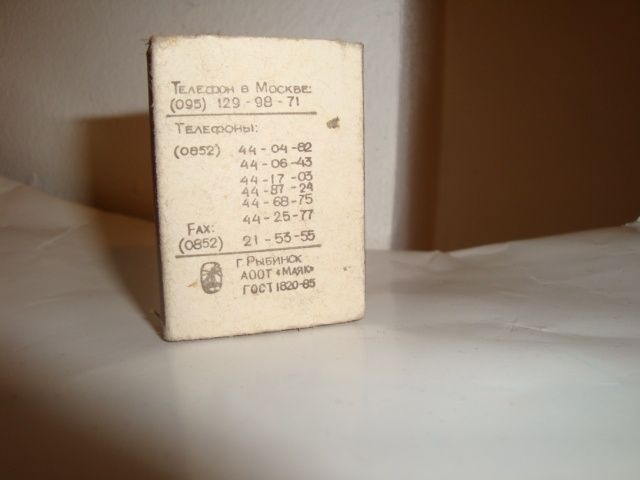 Телефон в Москве:
(095) 129-98-71
Телефоны:
(0852) 44-04-82
44-06-43
44-17-03
44-87-24
44-68-75
44-25-77
Fax:
(0852) 21-53-55
г. Рыбинск
АООТ «Маяк»
ГОСТ 1820-85